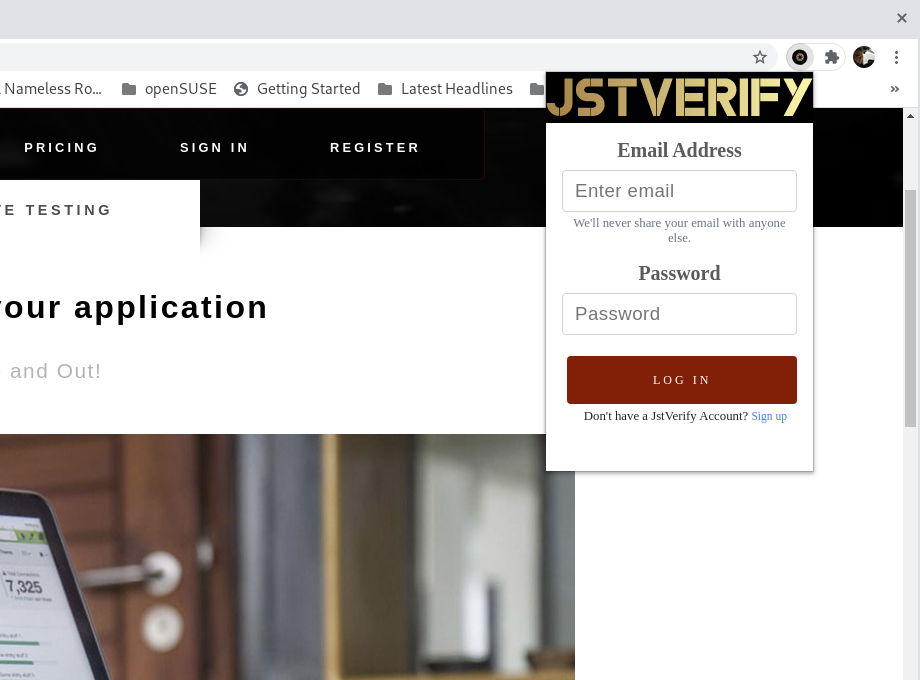 Nameless Ro...
openSUSE
Getting Started
Latest Headlines
»
JSTVERIFY
PRICING
SIGN IN
REGISTER
TE TESTING
your application
and Out!
Email Address
Enter email
We'll never share your email with anyone
else.
Password
Password
LOG IN
Don't have a JstVerify Account? Sign up
7,325